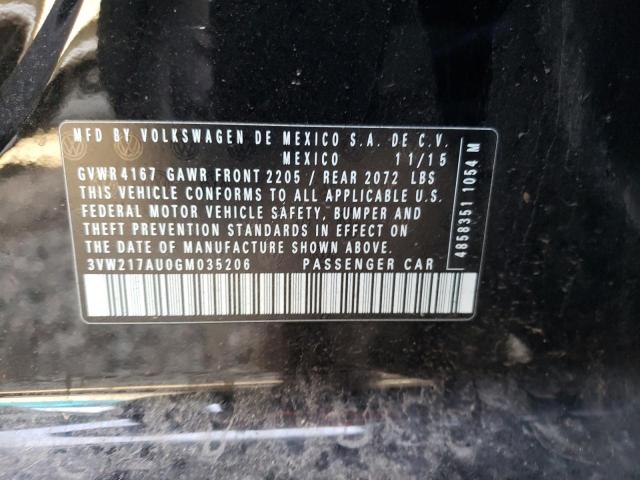 MFD BY VOLKSWAGEN DE MEXICO S.A. DE C.V.
MEXICO 11/15
GVWR 4167 GAWR FRONT 2205 / REAR 2072 LBS
THIS VEHICLE CONFORMS TO ALL APPLICABLE U.S.
FEDERAL MOTOR VEHICLE SAFETY, BUMPER AND
THEFT PREVENTION STANDARDS IN EFFECT ON THE
DATE OF MANUFACTURE SHOWN ABOVE.
3VW217AU0GM035206 PASSENGER CAR
4858351 1054 M